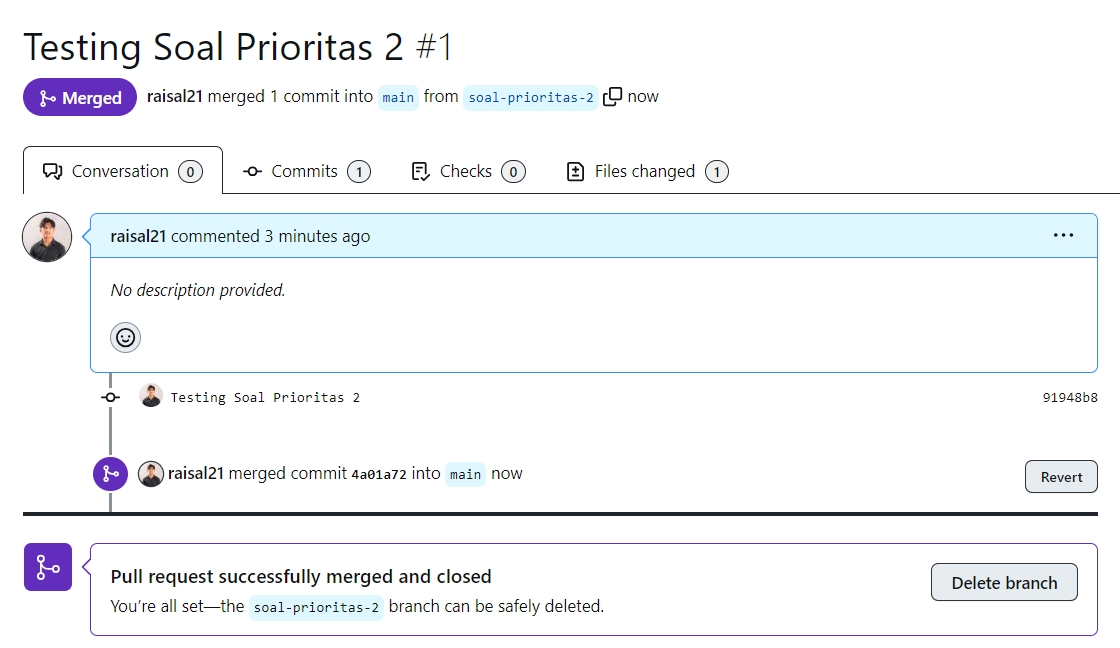 Testing Soal Prioritas 2 #1
Merged raisal21 merged 1 commit into main from soal-prioritas-2 now
Conversation 0 Commits 1 Checks 0 Files changed 1
raisal21 commented 3 minutes ago ...
No description provided.
Testing Soal Prioritas 2 91948b8
raisal21 merged commit 4a01a72 into main now Revert
Pull request successfully merged and closed
You’re all set—the soal-prioritas-2 branch can be safely deleted.
Delete branch